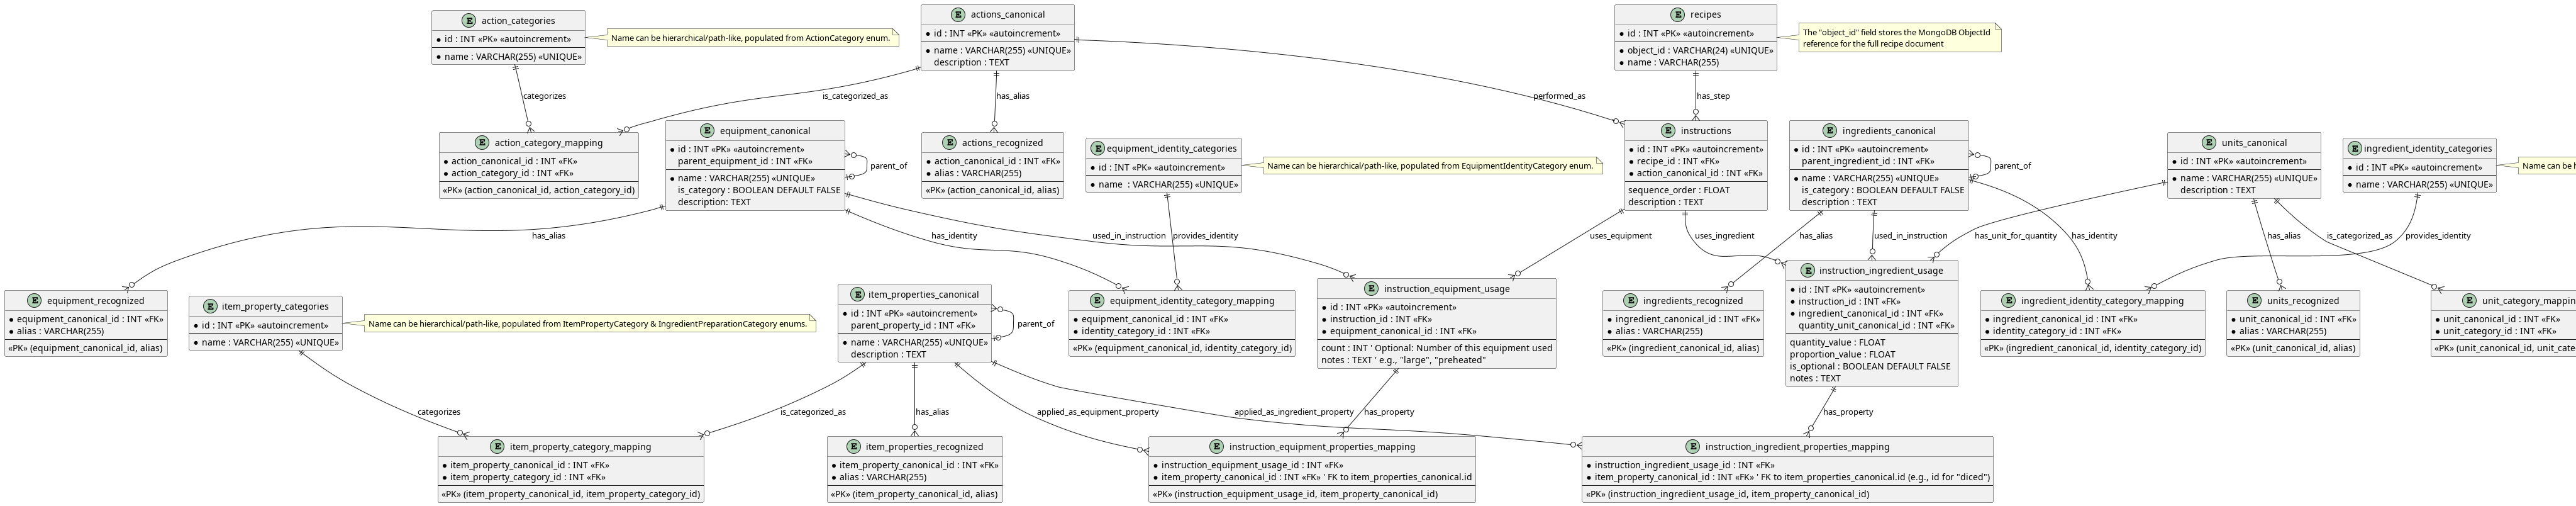 E action_categories
id : INT «PK» «autoincrement»
name : VARCHAR(255) «UNIQUE»
Name can be hierarchical/path-like, populated from ActionCategory enum.
E actions_canonical
id : INT «PK» «autoincrement»
name : VARCHAR(255) «UNIQUE»
description : TEXT
E recipes
id : INT «PK» «autoincrement»
object_id : VARCHAR(24) «UNIQUE»
name : VARCHAR(255)
The "object_id" field stores the MongoDB ObjectId
reference for the full recipe document
categorizes
is_categorized_as
has_alias
performed_as
has_step
E action_category_mapping
action_canonical_id : INT «FK»
action_category_id : INT «FK»
«PK» (action_canonical_id, action_category_id)
E equipment_canonical
id : INT «PK» «autoincrement»
parent_equipment_id : INT «FK»
name : VARCHAR(255) «UNIQUE»
is_category : BOOLEAN DEFAULT FALSE
description: TEXT
parent_of
E actions_recognized
action_canonical_id : INT «FK»
alias : VARCHAR(255)
«PK» (action_canonical_id, alias)
E equipment_identity_categories
id : INT «PK» «autoincrement»
name : VARCHAR(255) «UNIQUE»
Name can be hierarchical/path-like, populated from EquipmentIdentityCategory enum.
E instructions
id : INT «PK» «autoincrement»
recipe_id : INT «FK»
action_canonical_id : INT «FK»
sequence_order : FLOAT
description : TEXT
E ingredients_canonical
id : INT «PK» «autoincrement»
parent_ingredient_id : INT «FK»
name : VARCHAR(255) «UNIQUE»
is_category : BOOLEAN DEFAULT FALSE
description : TEXT
parent_of
E units_canonical
id : INT «PK» «autoincrement»
name : VARCHAR(255) «UNIQUE»
description : TEXT
E ingredient_identity_categories
id : INT «PK» «autoincrement»
name : VARCHAR(255) «UNIQUE»
Name can be h
has_alias
has_identity
used_in_instruction
provides_identity
uses_equipment
uses_ingredient
has_alias
used_in_instruction
has_unit_for_quantity
has_identity
has_alias
is_categorized_as
provides_identity
E equipment_recognized
equipment_canonical_id : INT «FK»
alias : VARCHAR(255)
«PK» (equipment_canonical_id, alias)
E item_property_categories
id : INT «PK» «autoincrement»
name : VARCHAR(255) «UNIQUE»
Name can be hierarchical/path-like, populated from ItemPropertyCategory & IngredientPreparationCategory enums.
E item_properties_canonical
id : INT «PK» «autoincrement»
parent_property_id : INT «FK»
name : VARCHAR(255) «UNIQUE»
description : TEXT
parent_of
E equipment_identity_category_mapping
equipment_canonical_id : INT «FK»
identity_category_id : INT «FK»
«PK» (equipment_canonical_id, identity_category_id)
E instruction_equipment_usage
id : INT «PK» «autoincrement»
instruction_id : INT «FK»
equipment_canonical_id : INT «FK»
count : INT ' Optional: Number of this equipment used
notes : TEXT ' e.g., "large", "preheated"
E ingredients_recognized
ingredient_canonical_id : INT «FK»
alias : VARCHAR(255)
«PK» (ingredient_canonical_id, alias)
E instruction_ingredient_usage
id : INT «PK» «autoincrement»
instruction_id : INT «FK»
ingredient_canonical_id : INT «FK»
quantity_unit_canonical_id : INT «FK»
quantity_value : FLOAT
proportion_value : FLOAT
is_optional : BOOLEAN DEFAULT FALSE
notes : TEXT
E ingredient_identity_category_mapping
ingredient_canonical_id : INT «FK»
identity_category_id : INT «FK»
«PK» (ingredient_canonical_id, identity_category_id)
E units_recognized
unit_canonical_id : INT «FK»
alias : VARCHAR(255)
«PK» (unit_canonical_id, alias)
E unit_category_mappin
unit_canonical_id : INT «FK»
unit_category_id : INT «FK»
«PK» (unit_canonical_id, unit_cate
categorizes
is_categorized_as
has_alias
applied_as_equipment_property
applied_as_ingredient_property
has_property
has_property
E item_property_category_mapping
item_property_canonical_id : INT «FK»
item_property_category_id : INT «FK»
«PK» (item_property_canonical_id, item_property_category_id)
E item_properties_recognized
item_property_canonical_id : INT «FK»
alias : VARCHAR(255)
«PK» (item_property_canonical_id, alias)
E instruction_equipment_properties_mapping
instruction_equipment_usage_id : INT «FK»
item_property_canonical_id : INT «FK» ' FK to item_properties_canonical.id
«PK» (instruction_equipment_usage_id, item_property_canonical_id)
E instruction_ingredient_properties_mapping
instruction_ingredient_usage_id : INT «FK»
item_property_canonical_id : INT «FK» ' FK to item_properties_canonical.id (e.g., id for "diced")
«PK» (instruction_ingredient_usage_id, item_property_canonical_id)